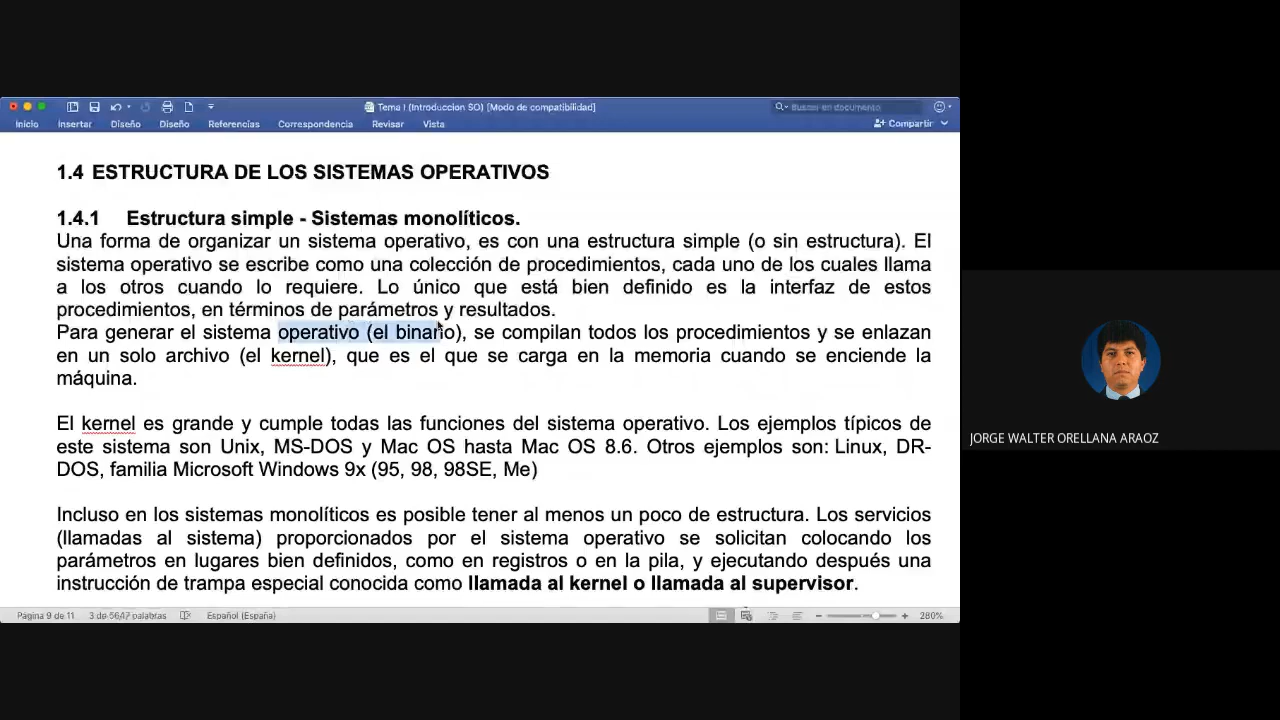 Tema I (Introduccion SO) [Modo de compatibilidad]
Buscar en documento
Inicio Insertar Diseño Diseño Referencias Correspondencia Revisar Vista
Compartir
1.4 ESTRUCTURA DE LOS SISTEMAS OPERATIVOS
1.4.1 Estructura simple - Sistemas monolíticos.
Una forma de organizar un sistema operativo, es con una estructura simple (o sin estructura). El
sistema operativo se escribe como una colección de procedimientos, cada uno de los cuales llama
a los otros cuando lo requiere. Lo único que está bien definido es la interfaz de estos
procedimientos, en términos de parámetros y resultados.
Para generar el sistema operativo (el binario), se compilan todos los procedimientos y se enlazan
en un solo archivo (el kernel), que es el que se carga en la memoria cuando se enciende la
máquina.
El kernel es grande y cumple todas las funciones del sistema operativo. Los ejemplos típicos de
este sistema son Unix, MS-DOS y Mac OS hasta Mac OS 8.6. Otros ejemplos son: Linux, DR-
DOS, familia Microsoft Windows 9x (95, 98, 98SE, Me)
Incluso en los sistemas monolíticos es posible tener al menos un poco de estructura. Los servicios
(llamadas al sistema) proporcionados por el sistema operativo se solicitan colocando los
parámetros en lugares bien definidos, como en registros o en la pila, y ejecutando después una
instrucción de trampa especial conocida como llamada al kernel o llamada al supervisor.
Página 9 de 11 3 de 5647 palabras Español (España) 280%
JORGE WALTER ORELLANA ARAOZ